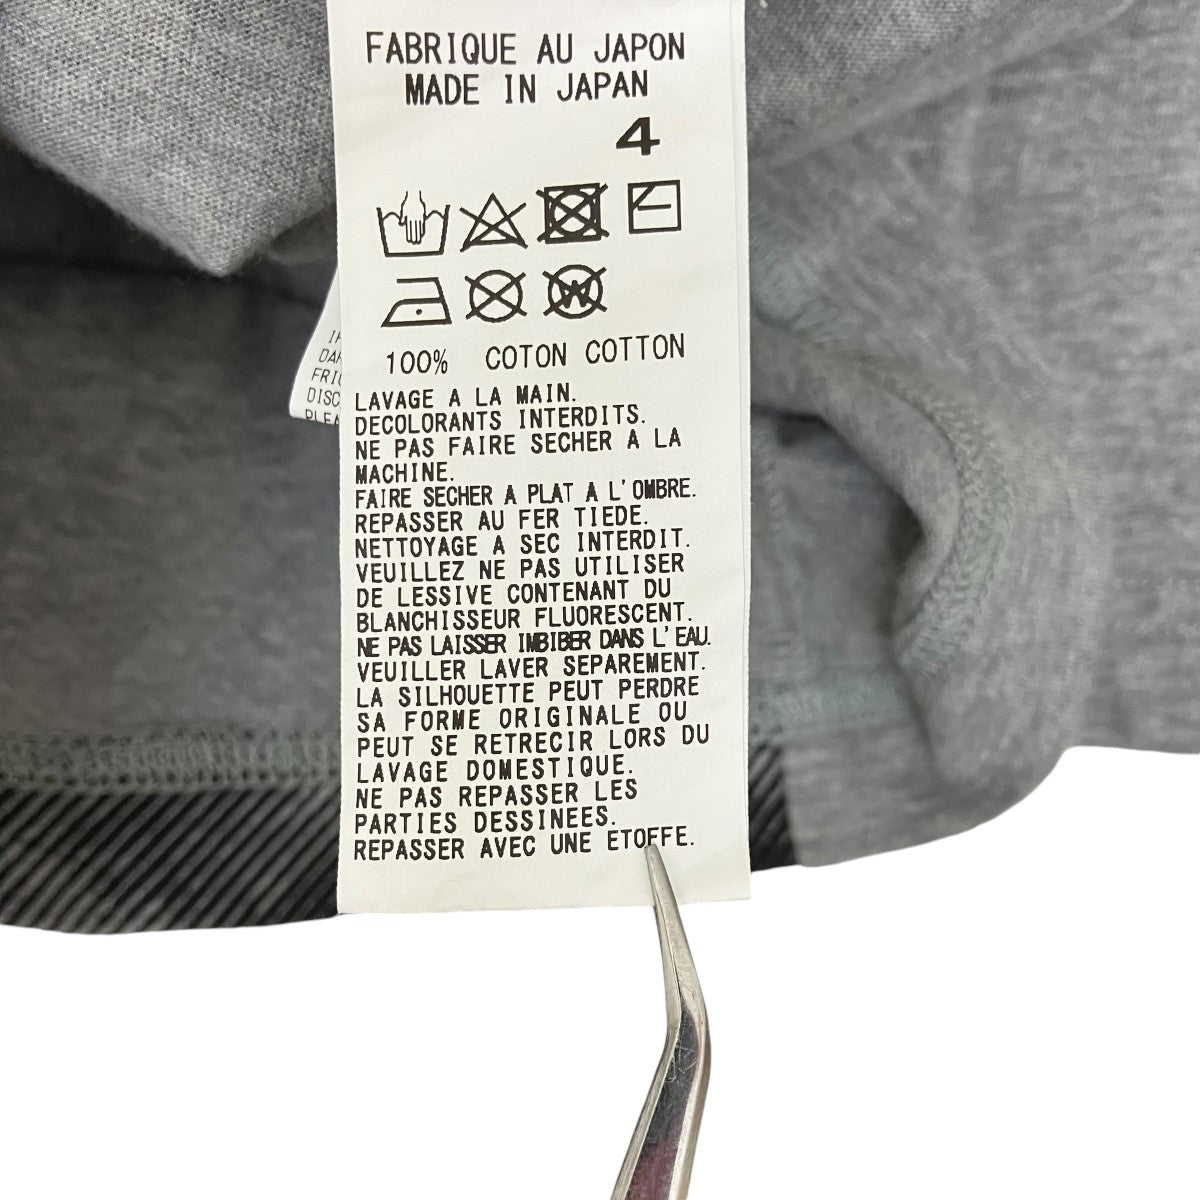 FABRIQUE AU JAPON
MADE IN JAPAN
4
W
100% COTON COTTON
LAVAGE A LA MAIN.
DECOLORANTS INTERDITS.
NE PAS FAIRE SECHER A LA
MACHINE.
FAIRE SECHER A PLAT A L'OMBRE.
REPASSER AU FER TIEDE.
NETTOYAGE A SEC INTERDIT.
VEUILLEZ NE PAS UTILISER
DE LESSIVE CONTENANT DU
BLANCHISSEUR FLUORESCENT.
NE PAS LAISSER IMBIBER DANS L'EAU.
VEUILLER LAVER SEPAREMENT.
LA SILHOUETTE PEUT PERDRE
SA FORME ORIGINALE OU
PEUT SE RETRECIR LORS DU
LAVAGE DOMESTIQUE.
NE PAS REPASSER LES
PARTIES DESSINEES.
REPASSER AVEC UNE ETOFFE.